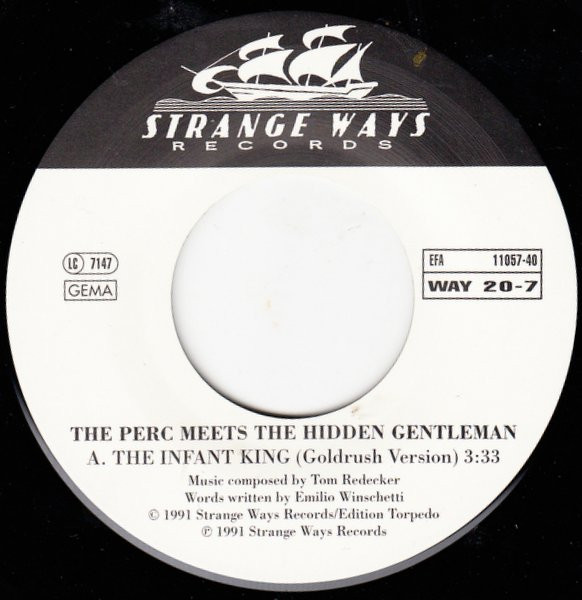 STRANGE WAYS
RECORDS
LC 7147
GEMA
EFA 11057-40
WAY 20-7
THE PERC MEETS THE HIDDEN GENTLEMAN
A. THE INFANT KING (Goldrush Version) 3:33
Music composed by Tom Redecker
Words written by Emilio Winschetti
© 1991 Strange Ways Records/Edition Torpedo
℗ 1991 Strange Ways Records